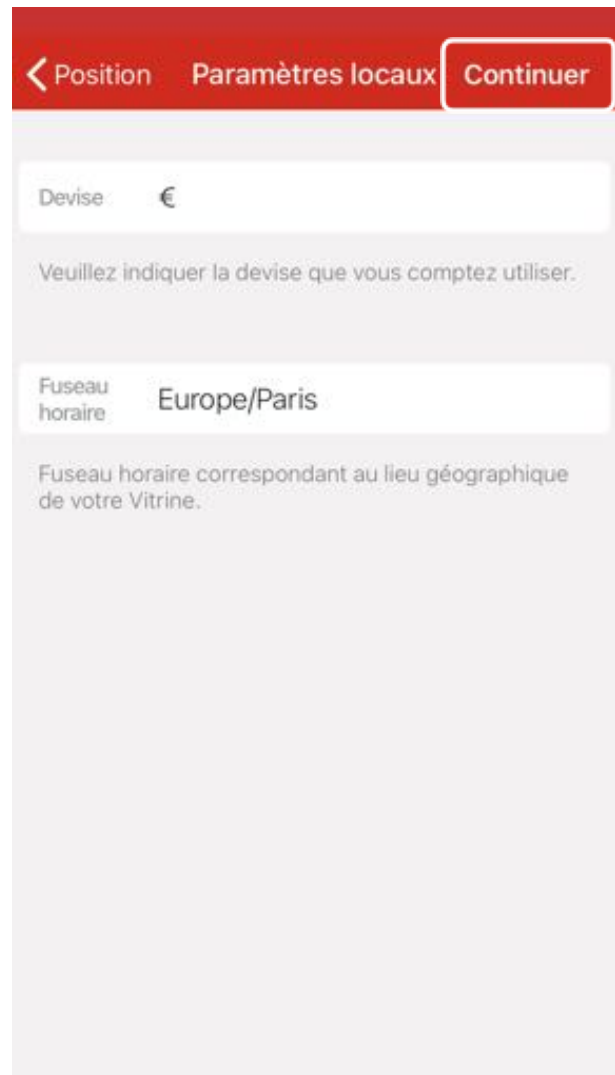 Position Paramètres locaux Continuer
Devise €
Veuillez indiquer la devise que vous comptez utiliser.
Fuseau
horaire Europe/Paris
Fuseau horaire correspondant au lieu géographique
de votre Vitrine.